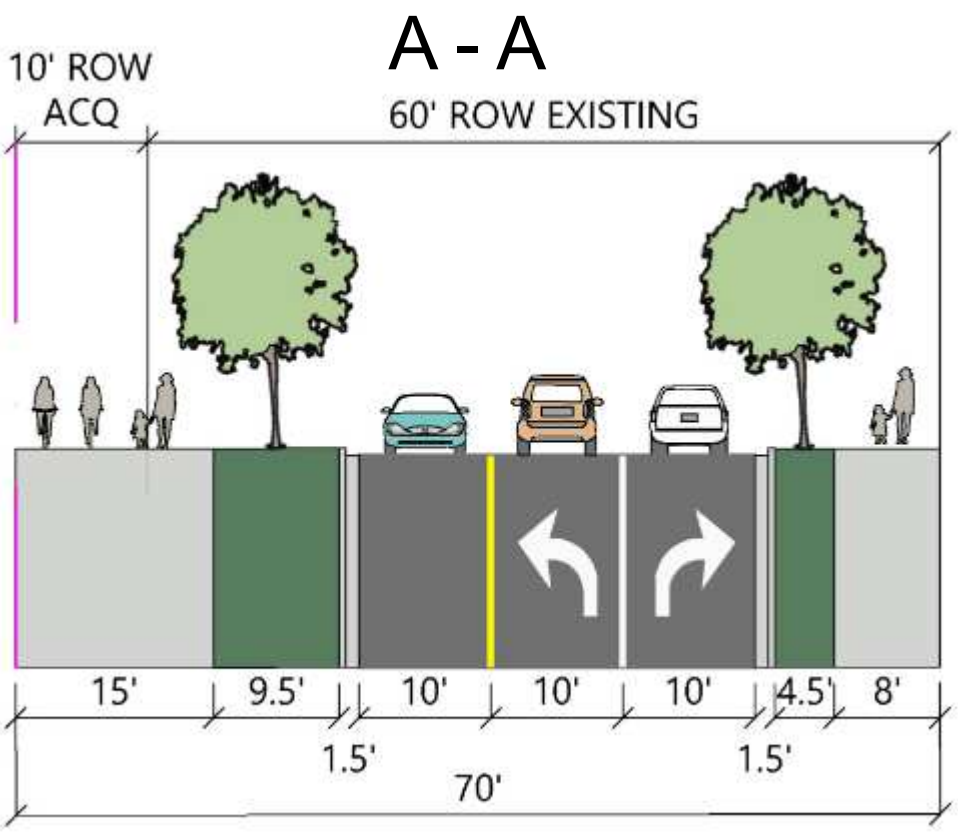 A - A
10' ROW
ACQ
60' ROW EXISTING
15'
9.5'
10'
10'
10'
4.5'
8'
1.5'
1.5'
70'